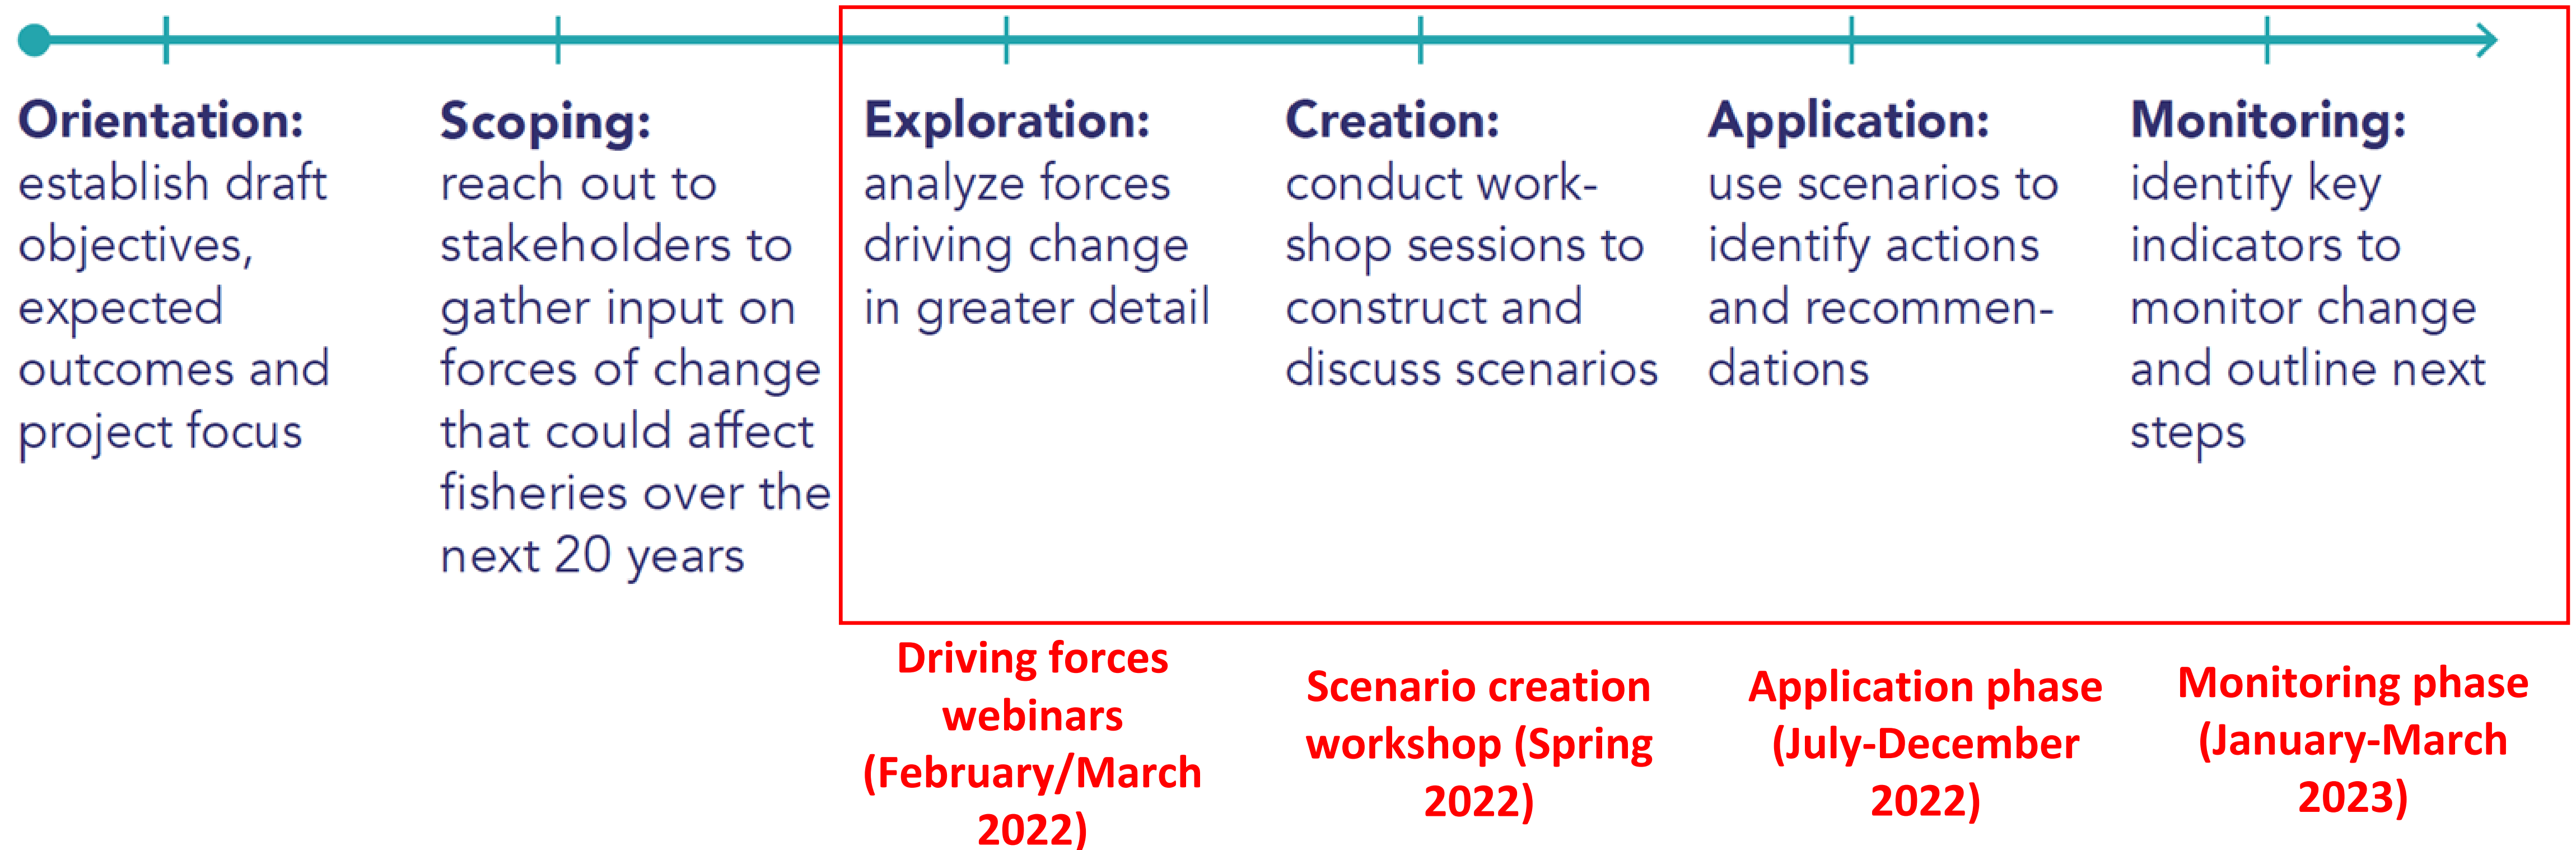 Orientation:
establish draft
objectives,
expected
outcomes and
project focus
Scoping:
reach out to
stakeholders to
gather input on
forces of change
that could affect
fisheries over the
next 20 years
Exploration:
analyze forces
driving change
in greater detail
Creation:
conduct work-
shop sessions to
construct and
discuss scenarios
Application:
use scenarios to
identify actions
and recommen-
dations
Monitoring:
identify key
indicators to
monitor change
and outline next
steps
Driving forces
webinars
(February/March
2022)
Scenario creation
workshop (Spring
2022)
Application phase
(July-December
2022)
Monitoring phase
(January-March
2023)